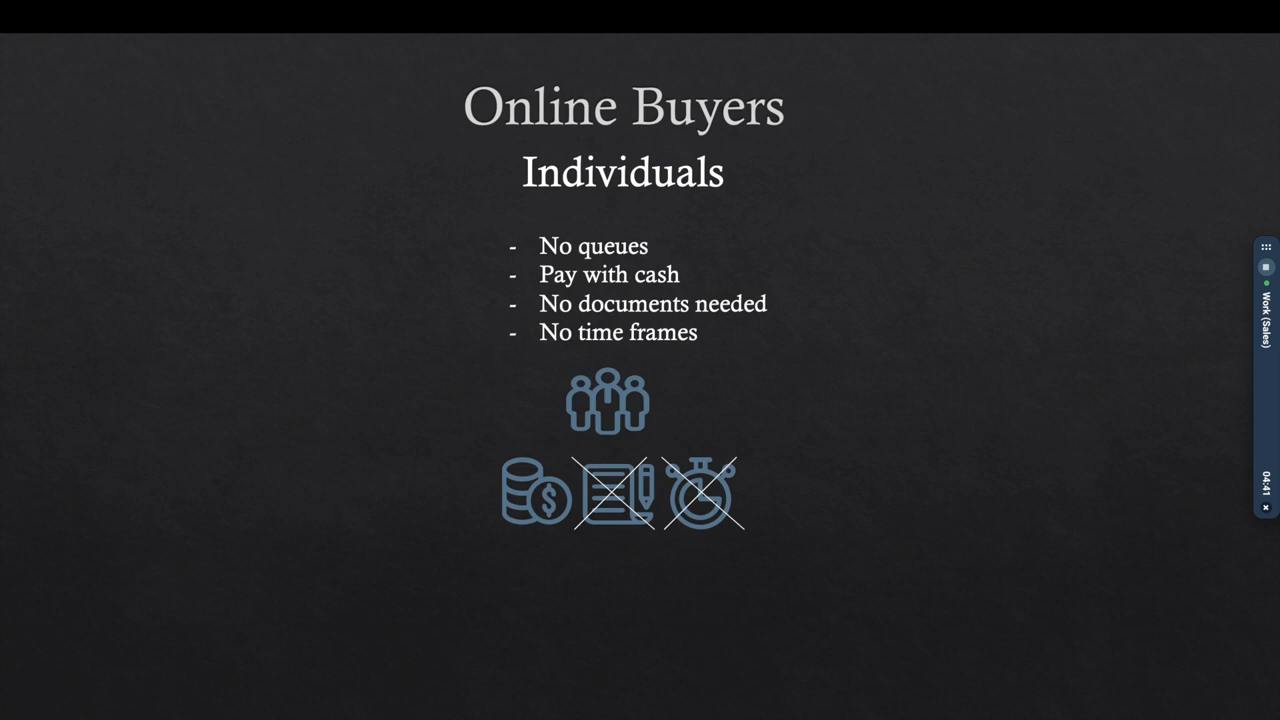 Online Buyers
Individuals
- No queues
- Pay with cash
- No documents needed
- No time frames
$
Work (Sales)
04:41